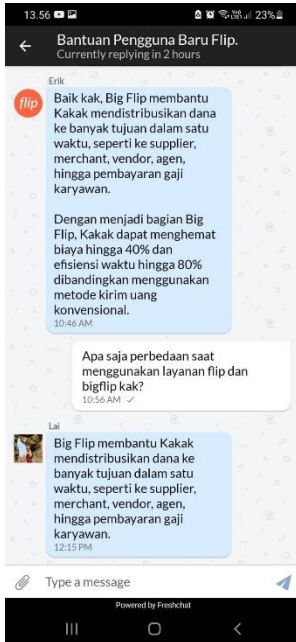 13.56
23%
Bantuan Pengguna Baru Flip.
Currently replying in 2 hours
Erik
flip
Baik kak, Big Flip membantu
Kakak mendistribusikan dana
ke banyak tujuan dalam satu
waktu, seperti ke supplier,
merchant, vendor, agen,
hingga pembayaran gaji
karyawan.
Dengan menjadi bagian Big
Flip, Kakak dapat menghemat
biaya hingga 40% dan
efisiensi waktu hingga 80%
dibandingkan menggunakan
metode kirim uang
konvensional.
10:46 AM
Apa saja perbedaan saat
menggunakan layanan flip dan
bigflip kak?
10:56 AM
Lai
Big Flip membantu Kakak
mendistribusikan dana ke
banyak tujuan dalam satu
waktu, seperti ke supplier,
merchant, vendor, agen,
hingga pembayaran gaji
karyawan.
12:15 PM
Type a message
Powered by Freshchat